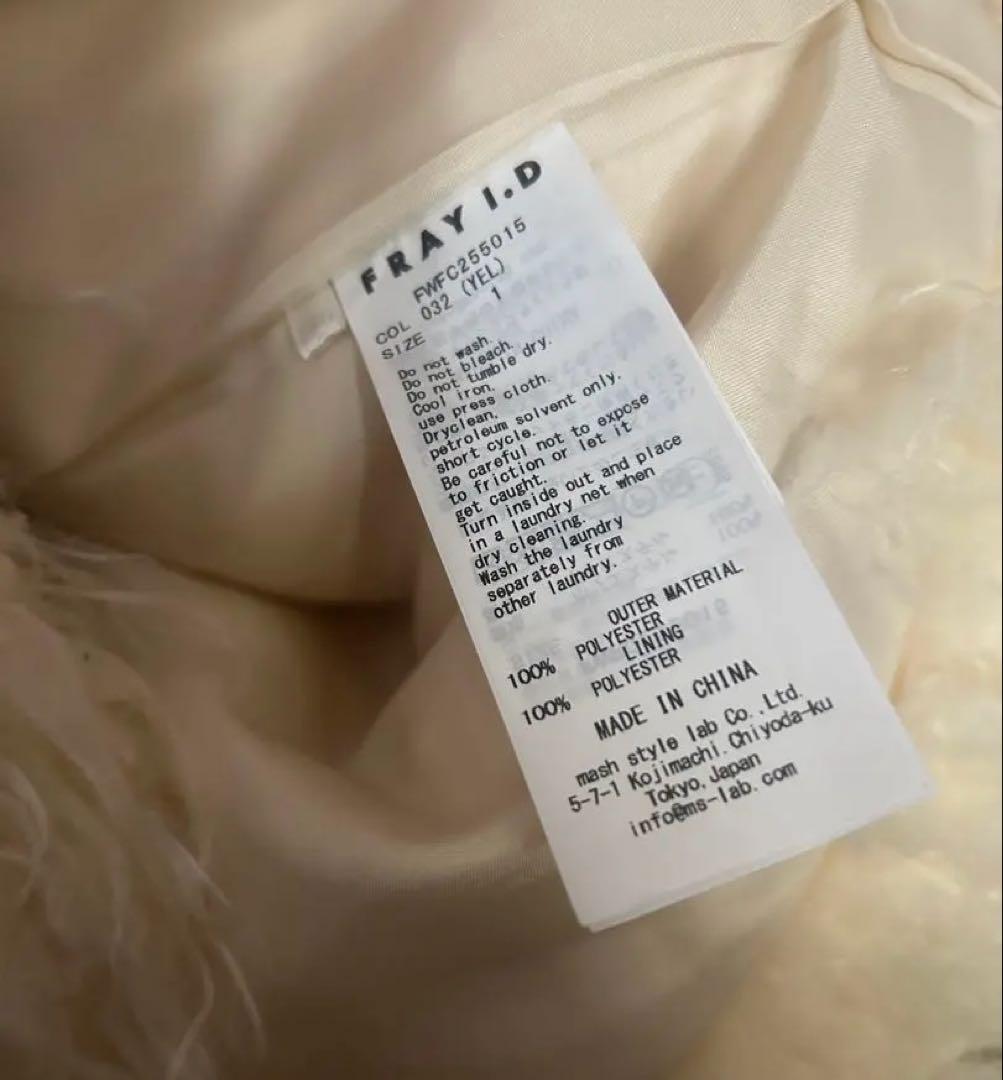 FRAY I.D
FWFC255015
COL 032 (YEL)
SIZE 1
Do not wash.
Do not bleach.
Do not tumble dry.
Cool iron.
use press cloth.
Dryclean.
petroleum solvent only.
short cycle.
Be careful not to expose
to friction or let it
get caught.
Turn inside out and place
in a laundry net when
dry cleaning.
Wash the laundry
separately from
other laundry.
OUTER MATERIAL
100% POLYESTER
LINING
100% POLYESTER
MADE IN CHINA
mash style lab Co.,Ltd.
5-7-1 Kojimachi.Chiyoda-ku
Tokyo,Japan
info@ms-lab.com